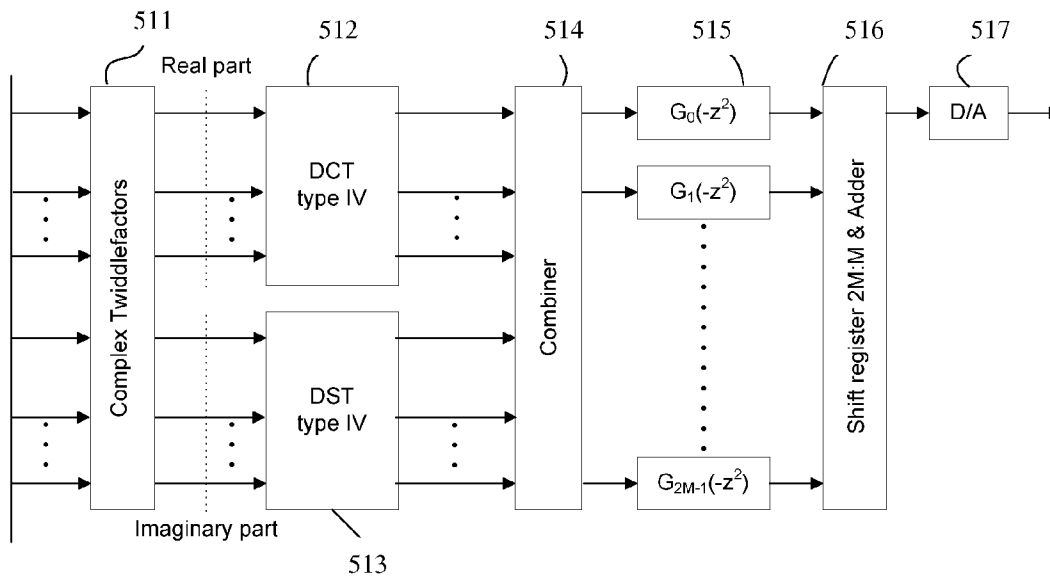 511
512
514
515
516
517
Real part
Complex Twiddlefactors
DCT
type IV
DST
type IV
Combiner
G₀(-z²)
G₁(-z²)
G₂M-1(-z²)
Shift register 2M:M & Adder
D/A
Imaginary part
513